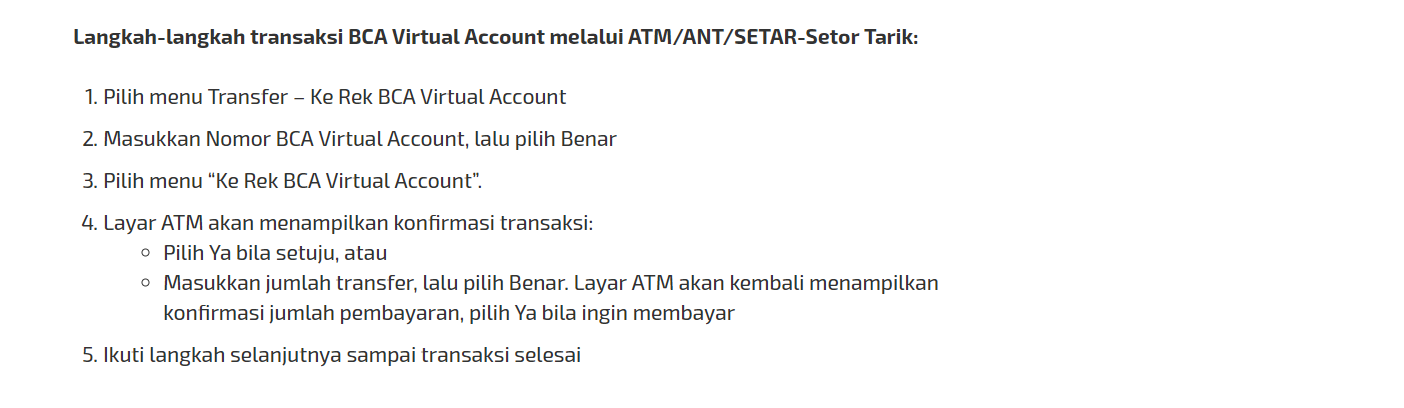 Langkah-langkah transaksi BCA Virtual Account melalui ATM/ANT/SETAR-Setor Tarik:
1. Pilih menu Transfer – Ke Rek BCA Virtual Account
2. Masukkan Nomor BCA Virtual Account, lalu pilih Benar
3. Pilih menu “Ke Rek BCA Virtual Account”.
4. Layar ATM akan menampilkan konfirmasi transaksi:
◦ Pilih Ya bila setuju, atau
◦ Masukkan jumlah transfer, lalu pilih Benar. Layar ATM akan kembali menampilkan
konfirmasi jumlah pembayaran, pilih Ya bila ingin membayar
5. Ikuti langkah selanjutnya sampai transaksi selesai